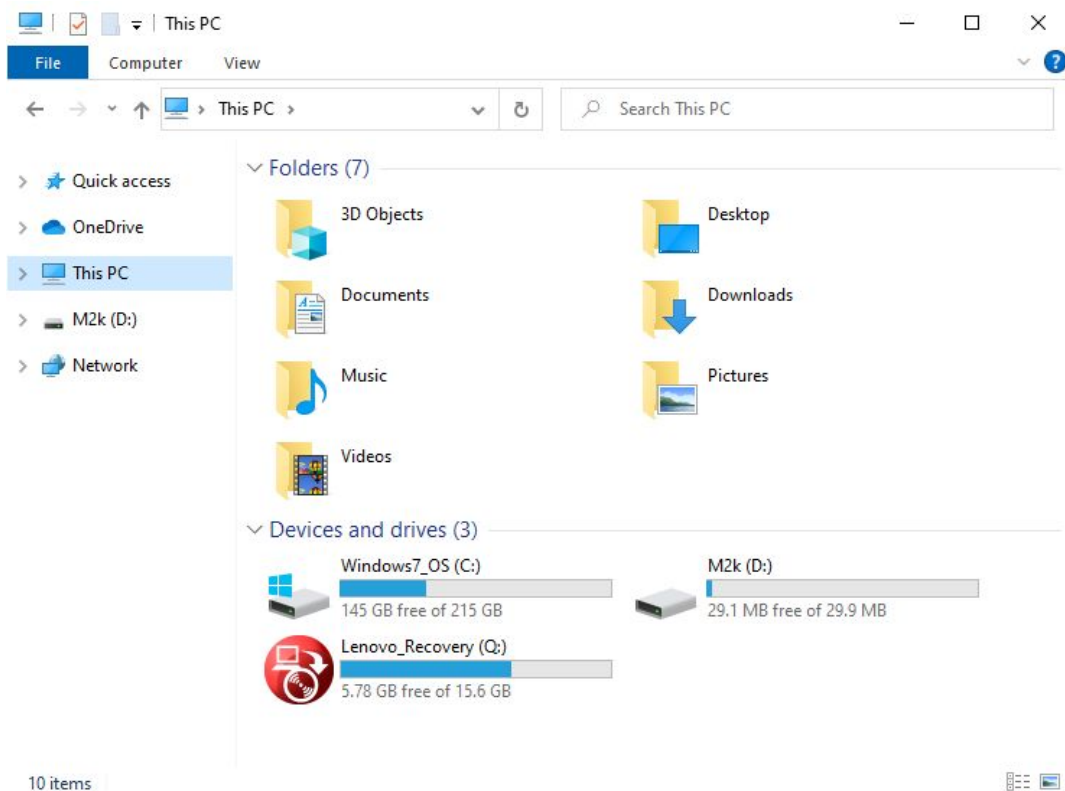 This PC
File Computer View
This PC
Search This PC
Quick access
OneDrive
This PC
M2k (D:)
Network
Folders (7)
3D Objects
Desktop
Documents
Downloads
Music
Pictures
Videos
Devices and drives (3)
Windows7_OS (C:)
145 GB free of 215 GB
M2k (D:)
29.1 MB free of 29.9 MB
Lenovo_Recovery (Q:)
5.78 GB free of 15.6 GB
10 items